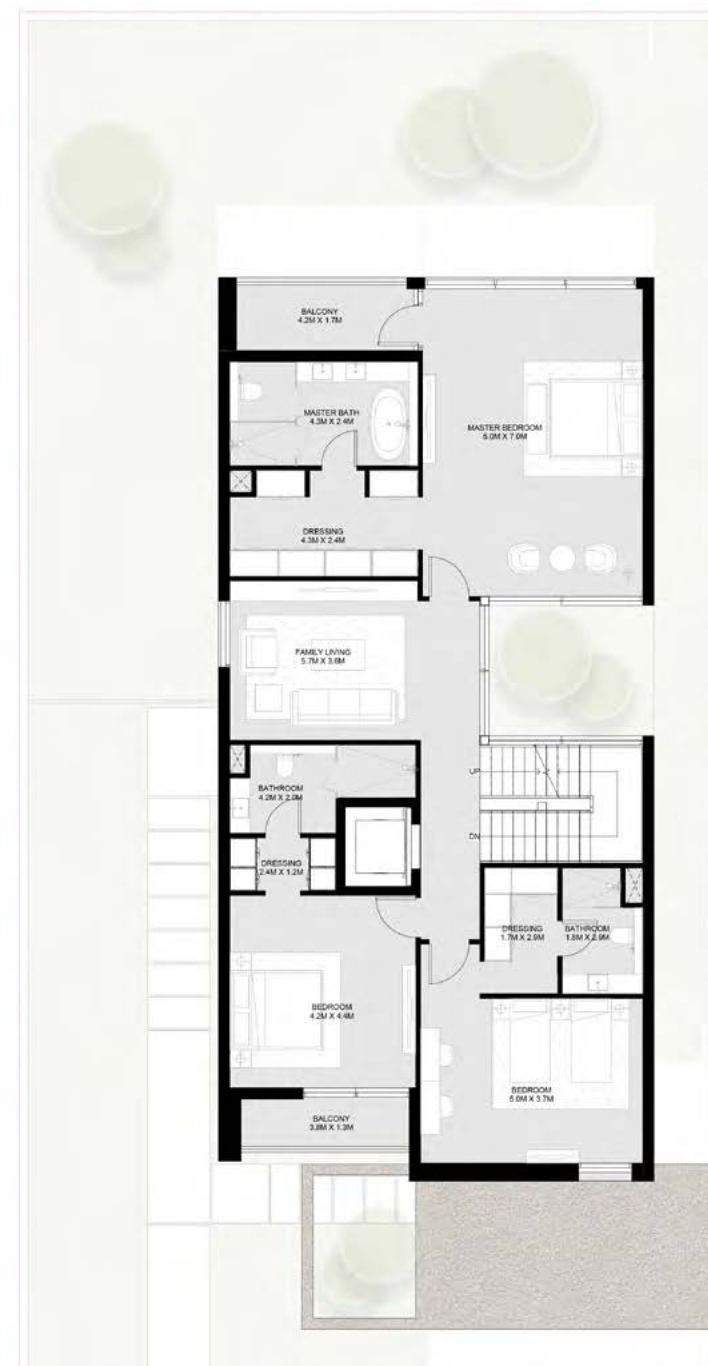 BALCONY
4.2M X 1.7M
MASTER BATH
4.3M X 2.4M
MASTER BEDROOM
5.0M X 7.0M
DRESSING
4.3M X 2.4M
FAMILY LIVING
5.7M X 3.6M
UP
BATHROOM
4.2M X 2.0M
DN
DRESSING
2.4M X 1.2M
DRESSING
1.7M X 2.9M
BATHROOM
1.8M X 2.9M
BEDROOM
4.2M X 4.4M
BEDROOM
5.0M X 3.7M
BALCONY
3.8M X 1.3M